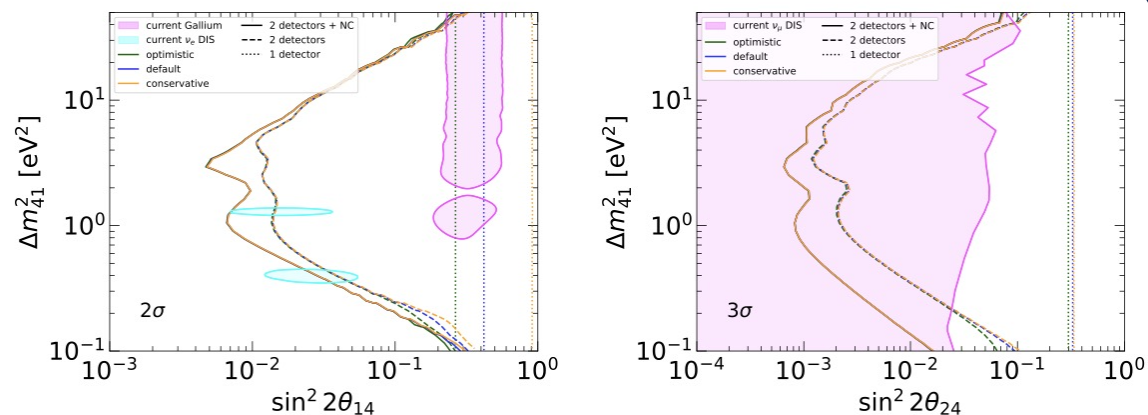 current Gallium
current νe DIS
optimistic
default
conservative
2 detectors + NC
2 detectors
1 detector
10¹
10⁰
10⁻¹
Δm²₄₁ [eV²]
2σ
10⁻³
10⁻²
10⁻¹
10⁰
sin² 2θ₁₄
current νμ DIS
optimistic
default
conservative
2 detectors + NC
2 detectors
1 detector
10¹
10⁰
10⁻¹
Δm²₄₁ [eV²]
3σ
10⁻⁴
10⁻³
10⁻²
10⁻¹
10⁰
sin² 2θ₂₄